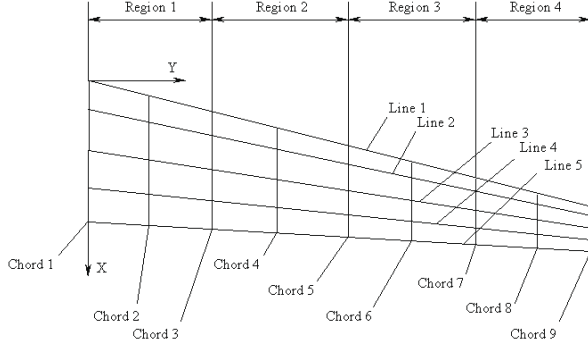 Region 1
Region 2
Region 3
Region 4
Y
Line 1
Line 2
Line 3
Line 4
Line 5
X
Chord 1
Chord 2
Chord 3
Chord 4
Chord 5
Chord 6
Chord 7
Chord 8
Chord 9